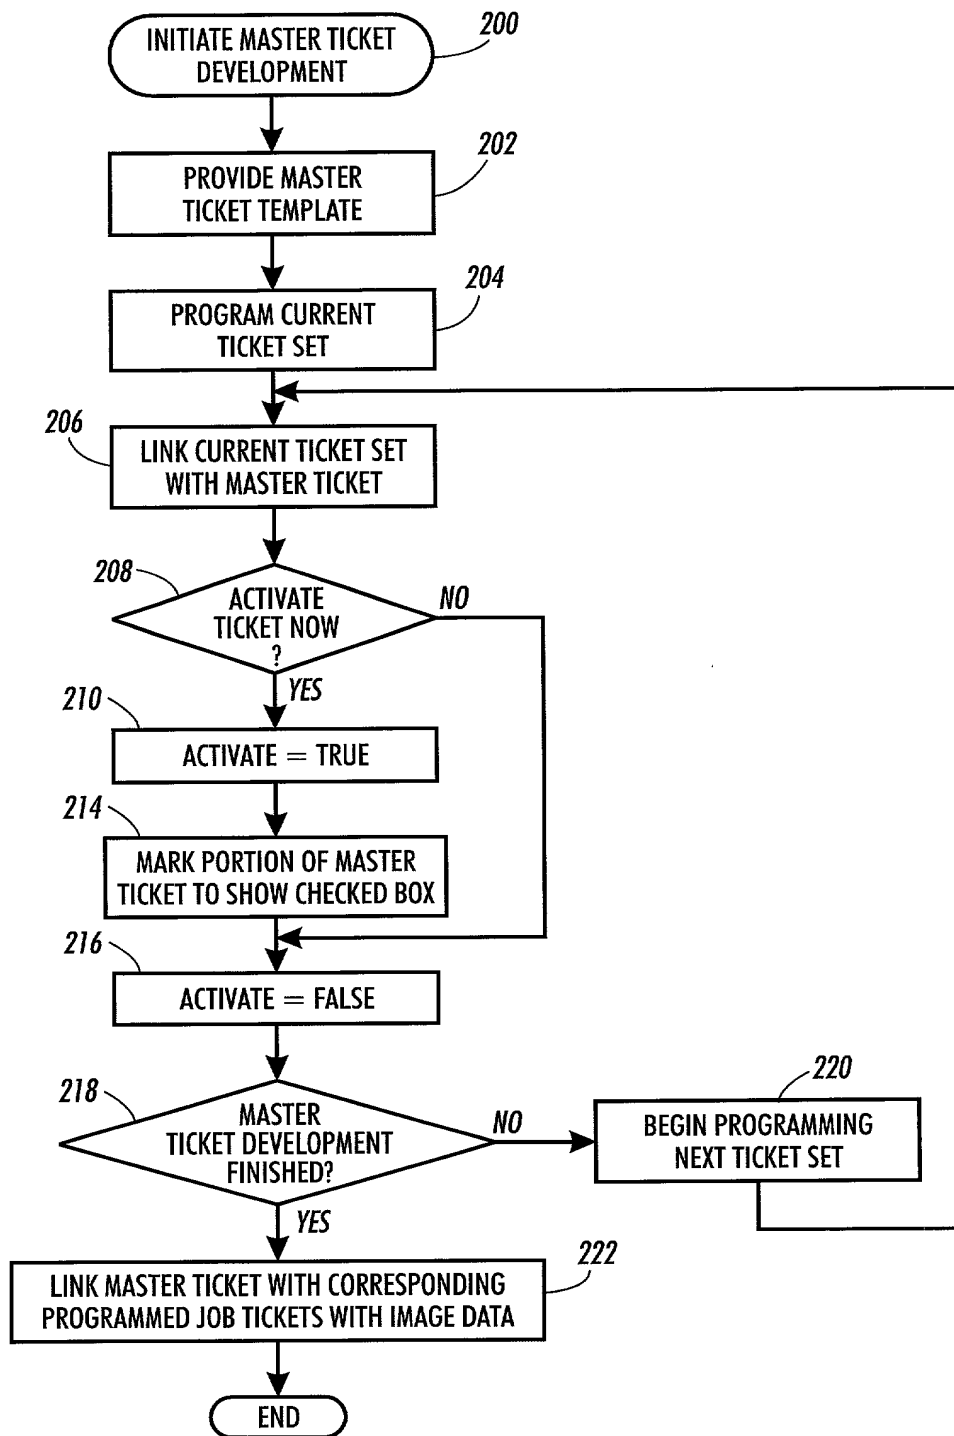 INITIATE MASTER TICKET
DEVELOPMENT
200
PROVIDE MASTER
TICKET TEMPLATE
202
PROGRAM CURRENT
TICKET SET
204
206
LINK CURRENT TICKET SET
WITH MASTER TICKET
208
ACTIVATE
TICKET NOW
?
NO
YES
210
ACTIVATE = TRUE
214
MARK PORTION OF MASTER
TICKET TO SHOW CHECKED BOX
216
ACTIVATE = FALSE
218
MASTER
TICKET DEVELOPMENT
FINISHED?
NO
YES
220
BEGIN PROGRAMMING
NEXT TICKET SET
222
LINK MASTER TICKET WITH CORRESPONDING
PROGRAMMED JOB TICKETS WITH IMAGE DATA
END